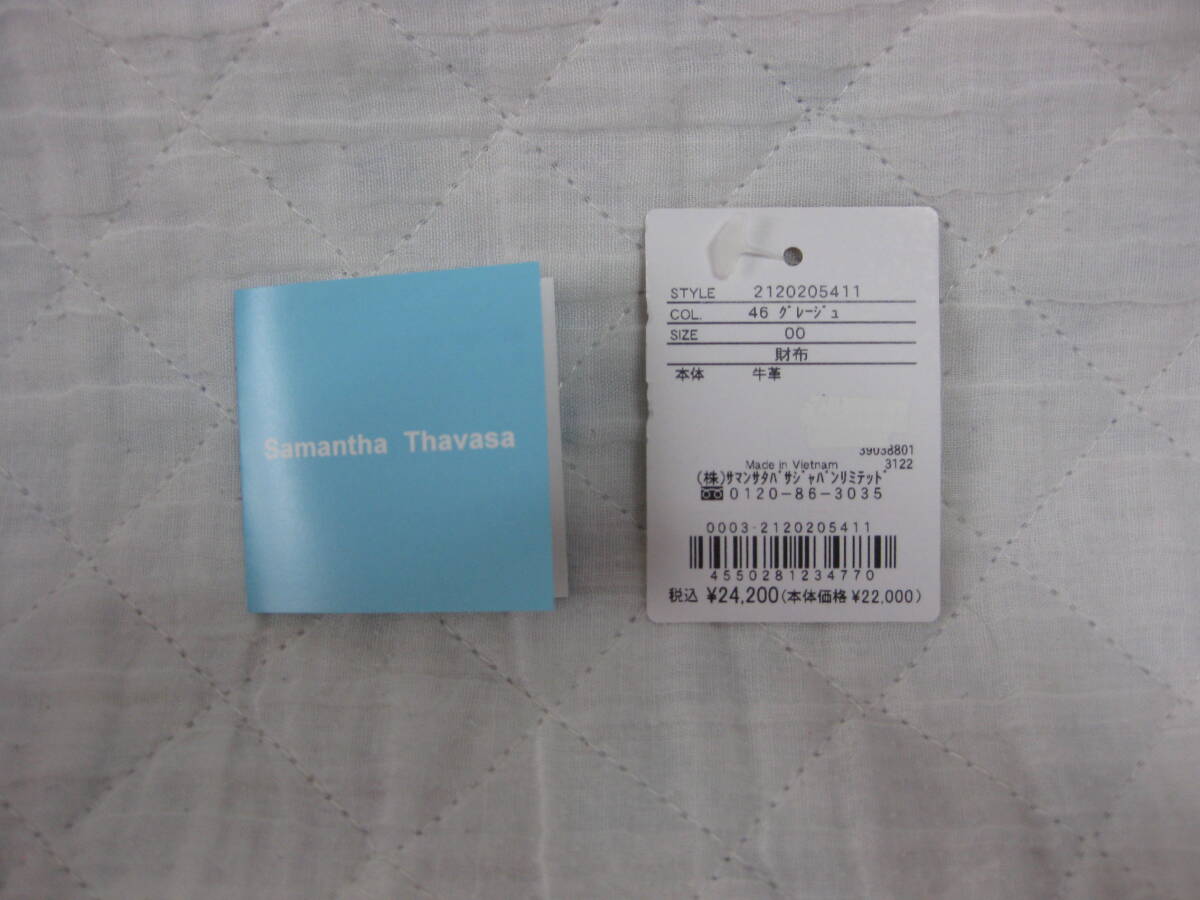 Samantha Thavasa
STYLE 2120205411
COL. 46 ｸﾞﾚｰｼﾞｭ
SIZE 00
財布
本体 牛革
39038801
Made in Vietnam 3122
(株)ｻﾏﾝｻﾀﾊﾞｻｼﾞｬﾊﾟﾝﾘﾐﾃｯﾄﾞ
0120-86-3035
0003-2120205411
4550281234770
税込 ¥24,200(本体価格 ¥22,000)